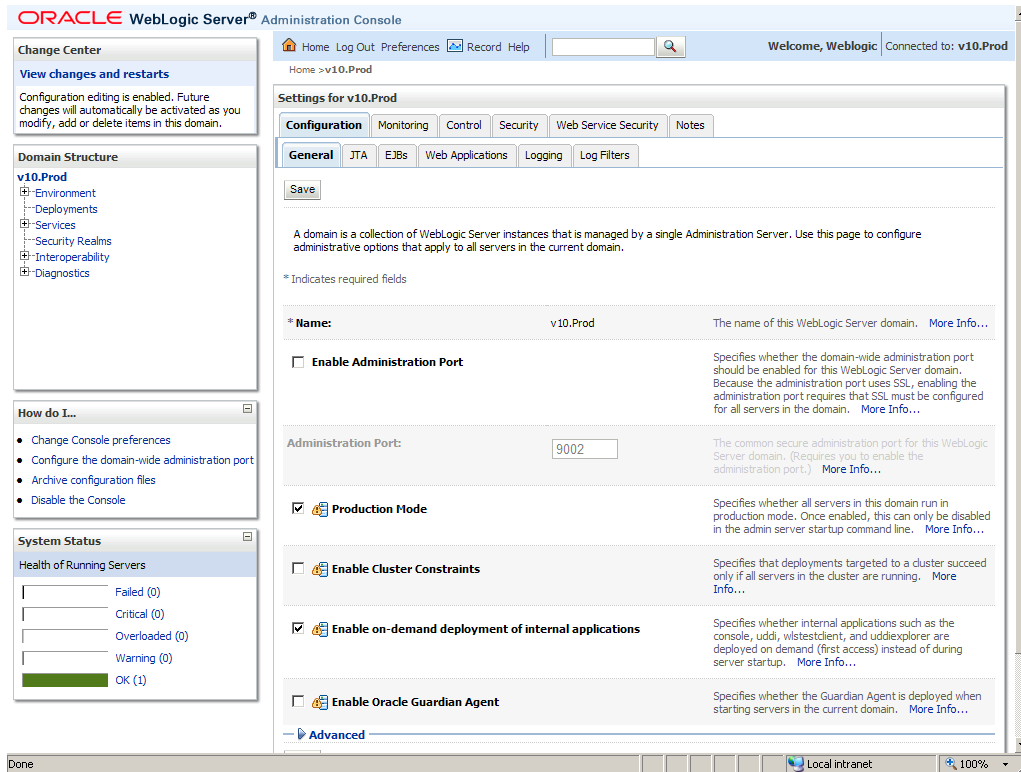 ORACLE WebLogic Server® Administration Console
Change Center
View changes and restarts
Configuration editing is enabled. Future
changes will automatically be activated as you
modify, add or delete items in this domain.
Domain Structure
v10.Prod
Environment
Deployments
Services
Security Realms
Interoperability
Diagnostics
How do I...
Change Console preferences
Configure the domain-wide administration port
Archive configuration files
Disable the Console
System Status
Health of Running Servers
Failed (0)
Critical (0)
Overloaded (0)
Warning (0)
OK (1)
Home Log Out Preferences Record Help
Welcome, Weblogic Connected to: v10.Prod
Home >v10.Prod
Settings for v10.Prod
Configuration Monitoring Control Security Web Service Security Notes
General JTA EJBs Web Applications Logging Log Filters
Save
A domain is a collection of WebLogic Server instances that is managed by a single Administration Server. Use this page to configure
administrative options that apply to all servers in the current domain.
* Indicates required fields
* Name: v10.Prod The name of this WebLogic Server domain. More Info...
Enable Administration Port
Specifies whether the domain-wide administration port
should be enabled for this WebLogic Server domain.
Because the administration port uses SSL, enabling the
administration port requires that SSL must be configured
for all servers in the domain. More Info...
Administration Port: 9002
The common secure administration port for this WebLogic
Server domain. (Requires you to enable the
administration port.) More Info...
Production Mode
Specifies whether all servers in this domain run in
production mode. Once enabled, this can only be disabled
in the admin server startup command line. More Info...
Enable Cluster Constraints
Specifies that deployments targeted to a cluster succeed
only if all servers in the cluster are running. More
Info...
Enable on-demand deployment of internal applications
Specifies whether internal applications such as the
console, uddi, wlstestclient, and uddiexplorer are
deployed on demand (first access) instead of during
server startup. More Info...
Enable Oracle Guardian Agent
Specifies whether the Guardian Agent is deployed when
starting servers in the current domain. More Info...
Advanced
Done Local intranet 100%